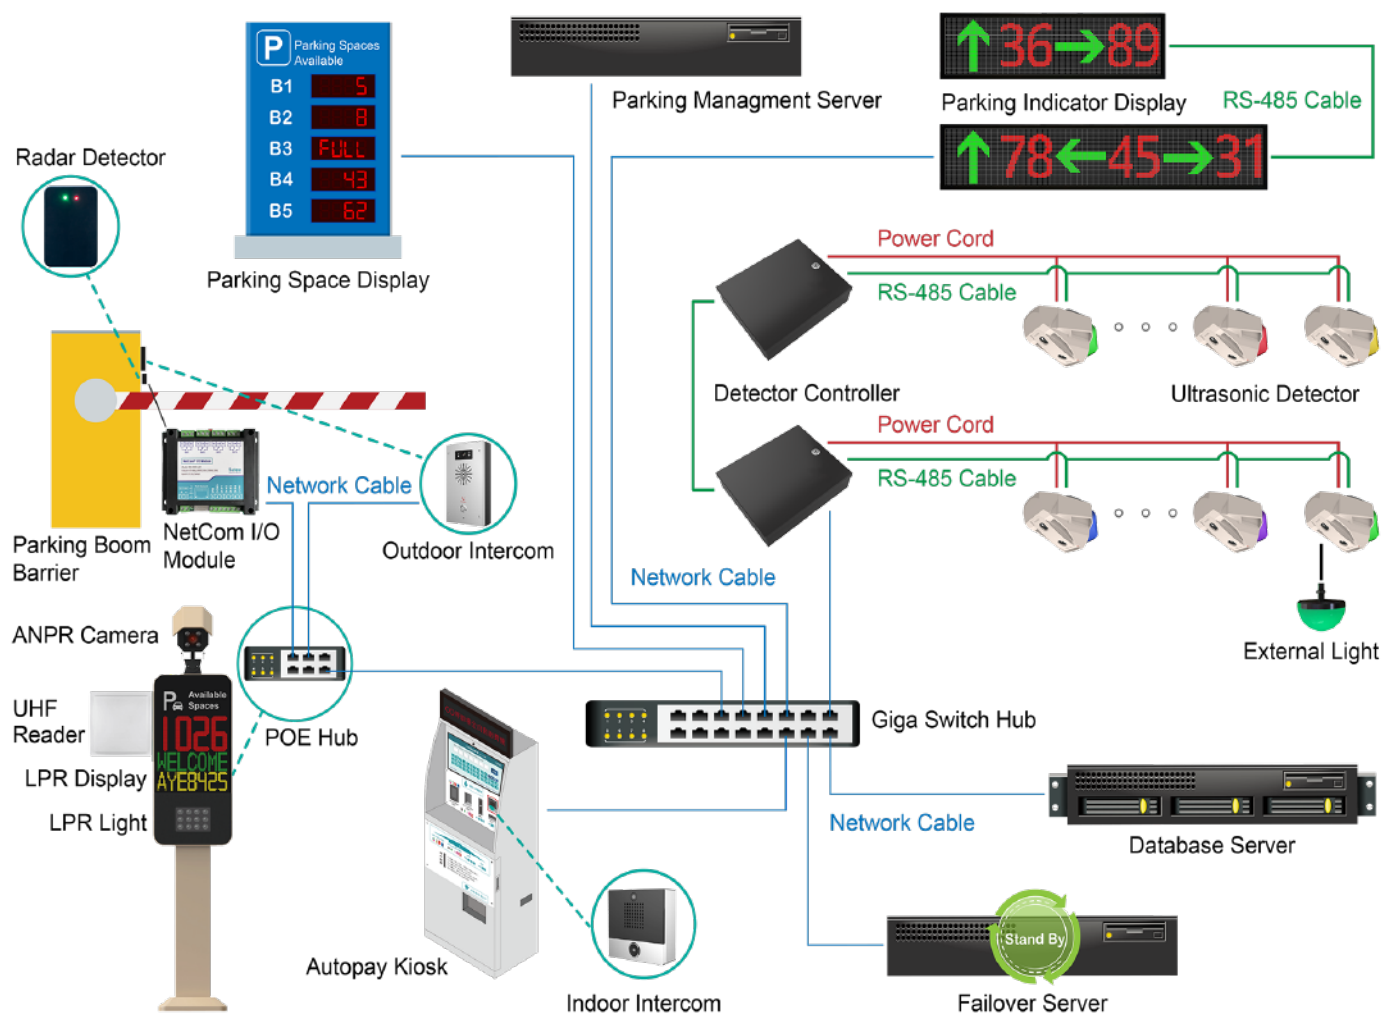 Parking Spaces
Available
B1 5
B2 8
B3 FULL
B4 43
B5 62
Parking Space Display
Parking Managment Server
36 89
Parking Indicator Display
RS-485 Cable
78 45 31
Radar Detector
Power Cord
RS-485 Cable
Detector Controller
Ultrasonic Detector
Power Cord
RS-485 Cable
Network Cable
NetCom I/O
Module
Outdoor Intercom
Parking Boom
Barrier
Network Cable
External Light
ANPR Camera
P Available
Spaces
1026
WELCOME
AYE8425
UHF
Reader
LPR Display
LPR Light
POE Hub
Giga Switch Hub
Network Cable
Database Server
Autopay Kiosk
Indoor Intercom
Stand By
Failover Server